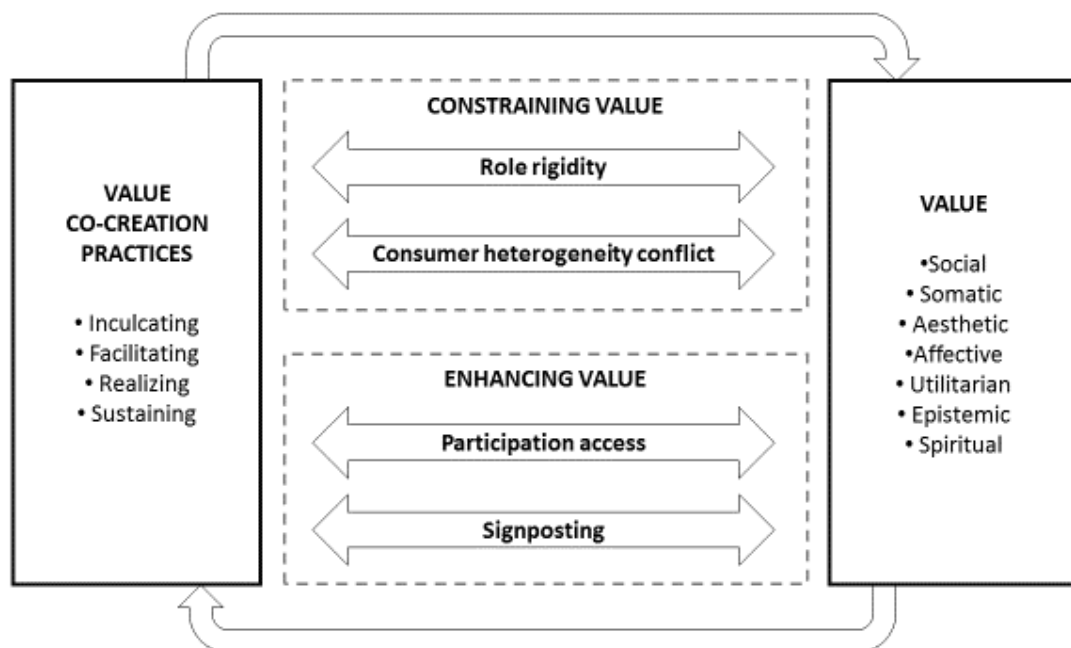 VALUE
CO-CREATION
PRACTICES
• Inculcating
• Facilitating
• Realizing
• Sustaining
CONSTRAINING VALUE
Role rigidity
Consumer heterogeneity conflict
ENHANCING VALUE
Participation access
Signposting
VALUE
•Social
• Somatic
• Aesthetic
•Affective
• Utilitarian
• Epistemic
• Spiritual